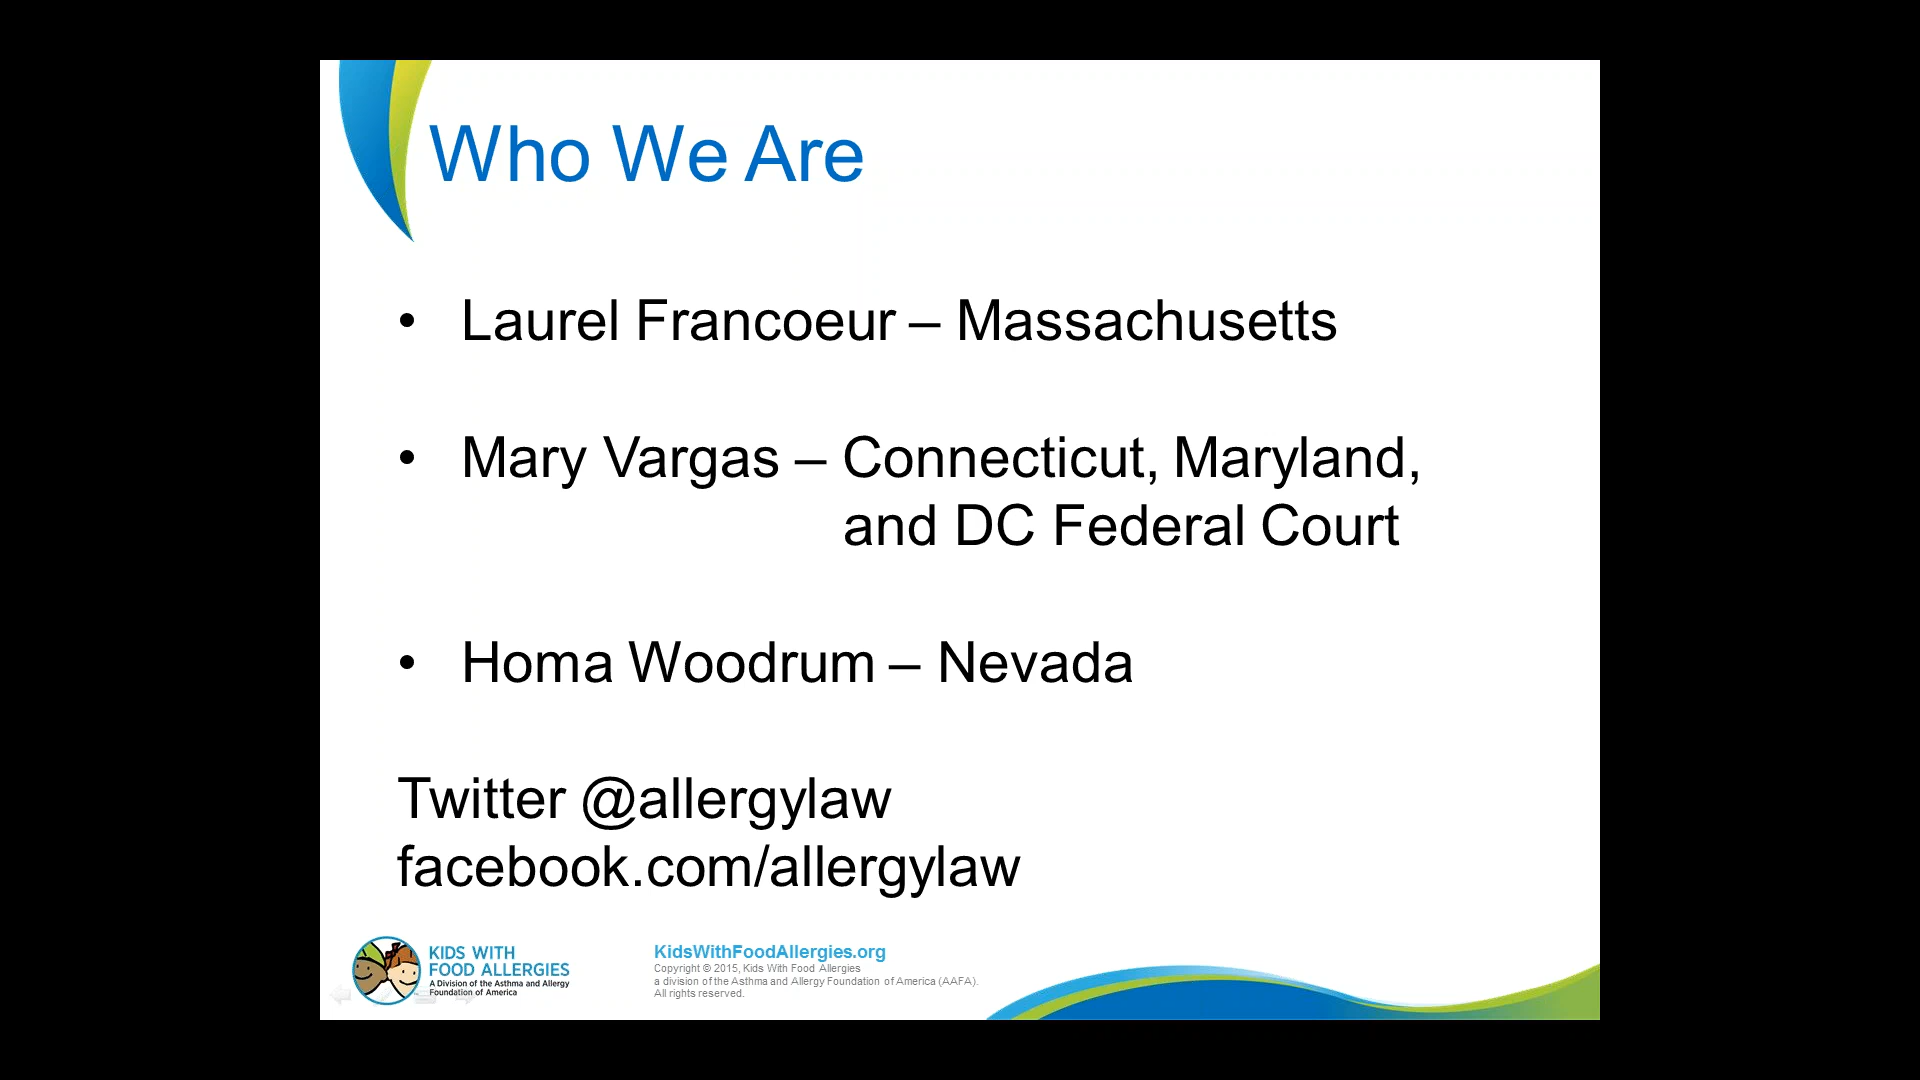 Who We Are
• Laurel Francoeur – Massachusetts
• Mary Vargas – Connecticut, Maryland,
and DC Federal Court
• Homa Woodrum – Nevada
Twitter @allergylaw
facebook.com/allergylaw
KIDS WITH
FOOD ALLERGIES
A Division of the Asthma and Allergy
Foundation of America
KidsWithFoodAllergies.org
Copyright © 2015, Kids With Food Allergies
a division of the Asthma and Allergy Foundation of America (AAFA).
All rights reserved.